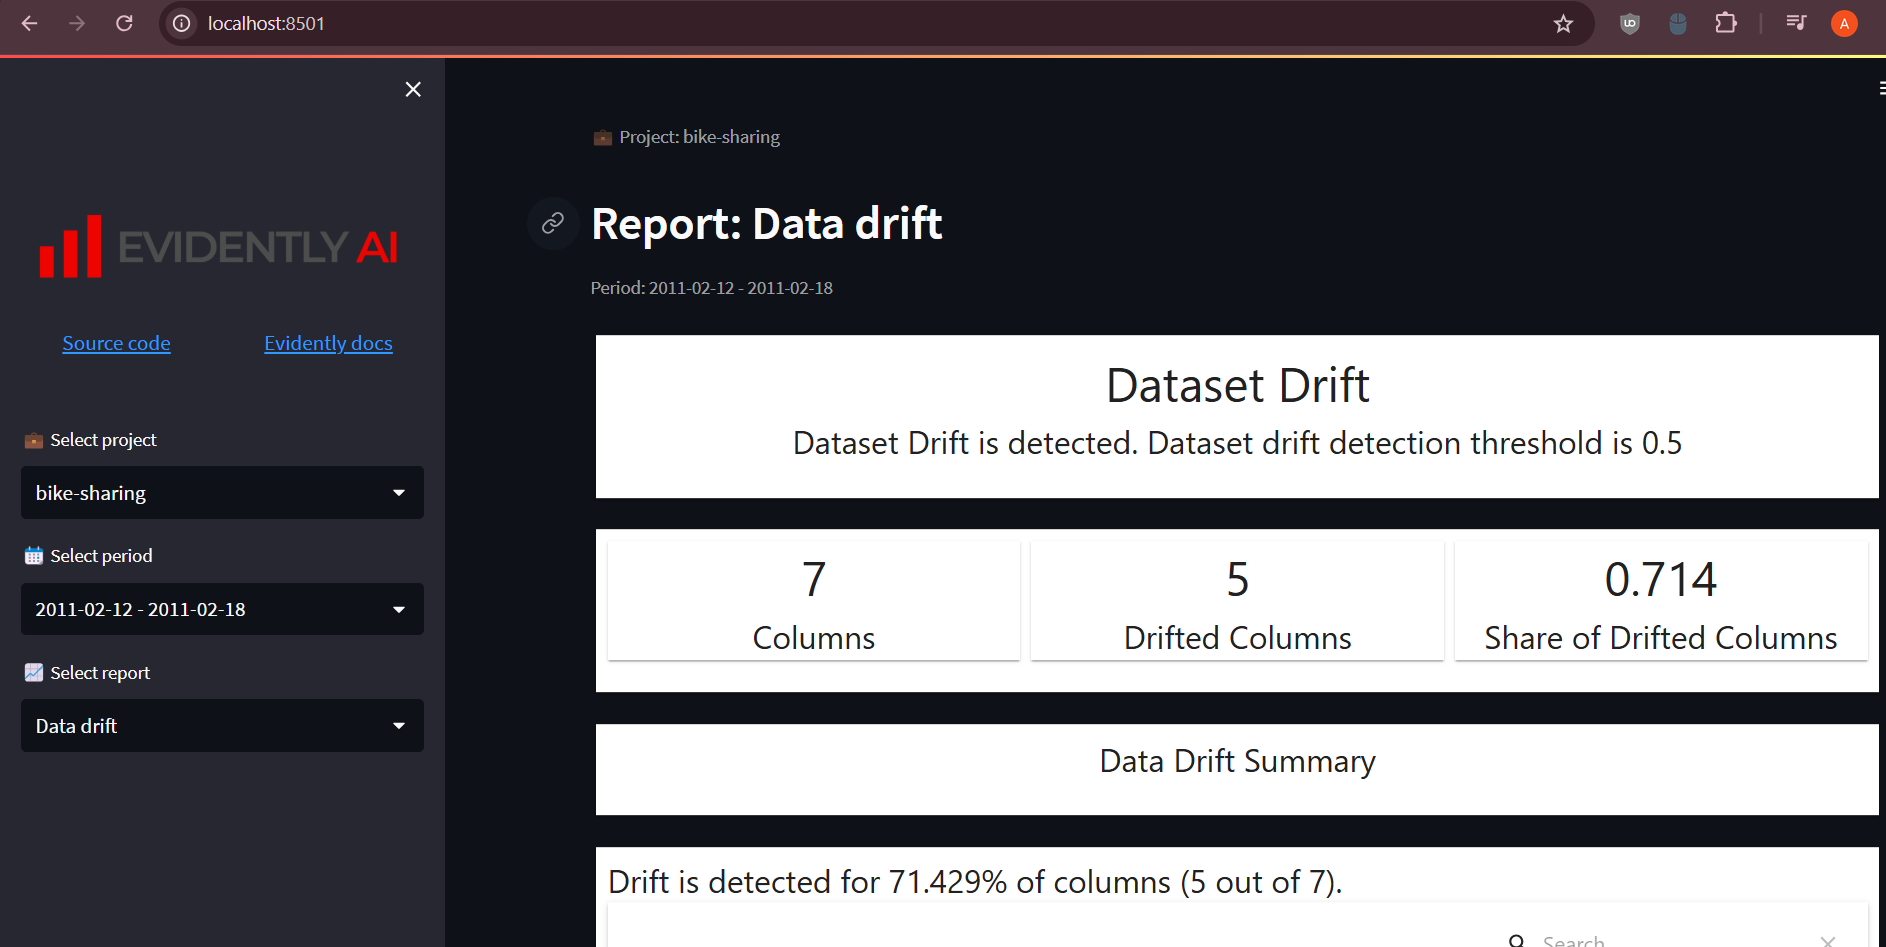 localhost:8501
A
EVIDENTLY AI
Source code
Evidently docs
Select project
bike-sharing
Select period
2011-02-12 - 2011-02-18
Select report
Data drift
Project: bike-sharing
Report: Data drift
Period: 2011-02-12 - 2011-02-18
Dataset Drift
Dataset Drift is detected. Dataset drift detection threshold is 0.5
7
Columns
5
Drifted Columns
0.714
Share of Drifted Columns
Data Drift Summary
Drift is detected for 71.429% of columns (5 out of 7).
Search